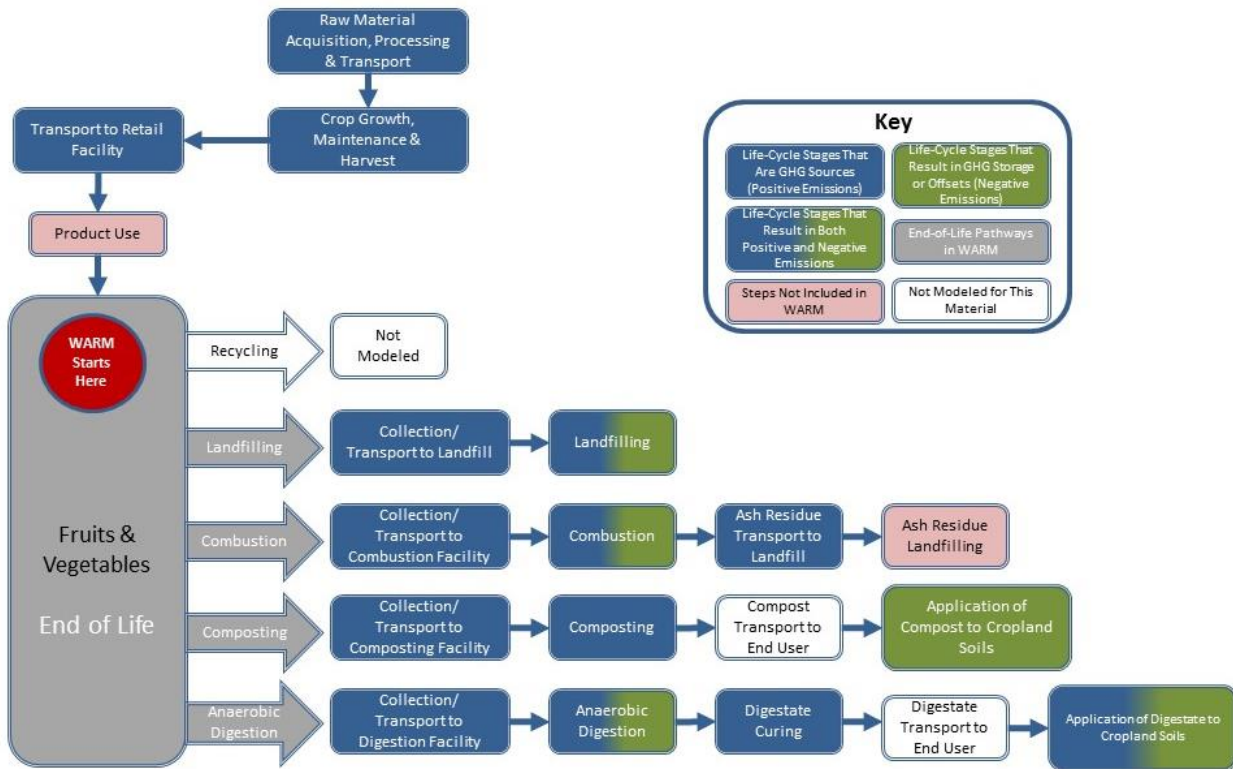 Raw Material
Acquisition, Processing
& Transport
Transport to Retail
Facility
Crop Growth,
Maintenance &
Harvest
Product Use
Key
Life-Cycle Stages That
Are GHG Sources
(Positive Emissions)
Life-Cycle Stages That
Result in GHG Storage
or Offsets (Negative
Emissions)
Life-Cycle Stages That
Result in Both
Positive and Negative
Emissions
End-of-Life Pathways
in WARM
Steps Not Included in
WARM
Not Modeled for This
Material
WARM
Starts
Here
Fruits &
Vegetables
End of Life
Recycling
Not
Modeled
Landfilling
Collection/
Transport to Landfill
Landfilling
Combustion
Collection/
Transport to
Combustion Facility
Combustion
Ash Residue
Transport to
Landfill
Ash Residue
Landfilling
Composting
Collection/
Transport to
Composting Facility
Composting
Compost
Transport to
End User
Application of
Compost to Cropland
Soils
Anaerobic
Digestion
Collection/
Transport to
Digestion Facility
Anaerobic
Digestion
Digestate
Curing
Digestate
Transport to
End User
Application of Digestate to
Cropland Soils